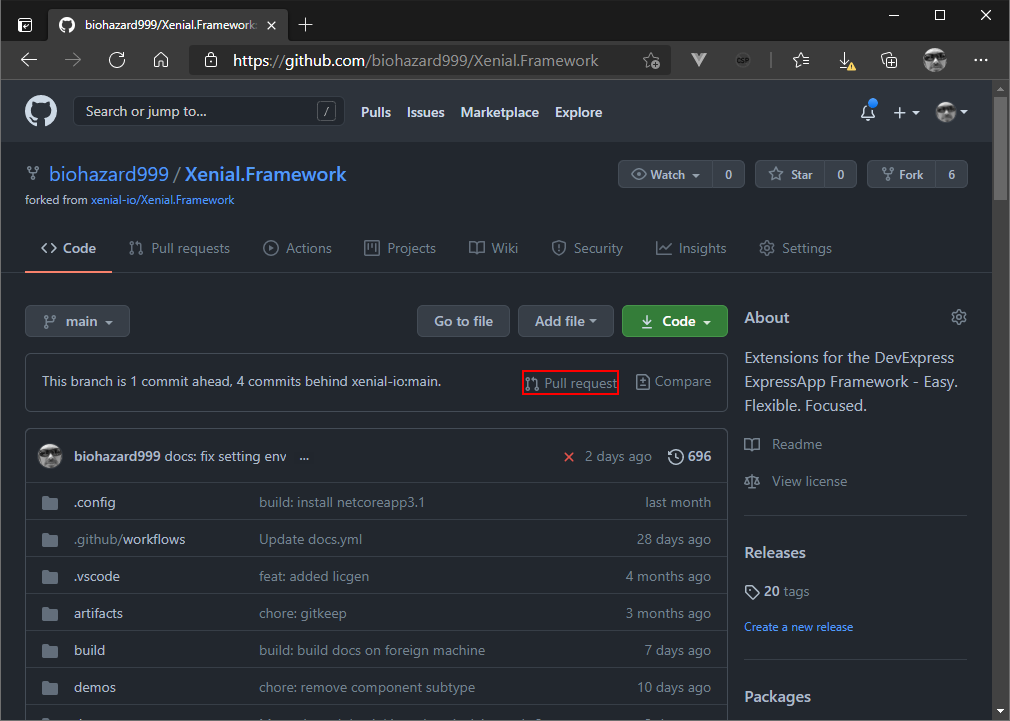 biohazard999/Xenial.Framework:
https://github.com/biohazard999/Xenial.Framework
Search or jump to... /
Pulls Issues Marketplace Explore
biohazard999 / Xenial.Framework
Watch 0 Star 0 Fork 6
forked from xenial-io/Xenial.Framework
Code Pull requests Actions Projects Wiki Security Insights Settings
main Go to file Add file Code
This branch is 1 commit ahead, 4 commits behind xenial-io:main.
Pull request Compare
biohazard999 docs: fix setting env ... 2 days ago 696
.config build: install netcoreapp3.1 last month
.github/workflows Update docs.yml 28 days ago
.vscode feat: added licgen 4 months ago
artifacts chore: gitkeep 3 months ago
build build: build docs on foreign machine 7 days ago
demos chore: remove component subtype 10 days ago
About
Extensions for the DevExpress
ExpressApp Framework - Easy.
Flexible. Focused.
Readme
View license
Releases
20 tags
Create a new release
Packages